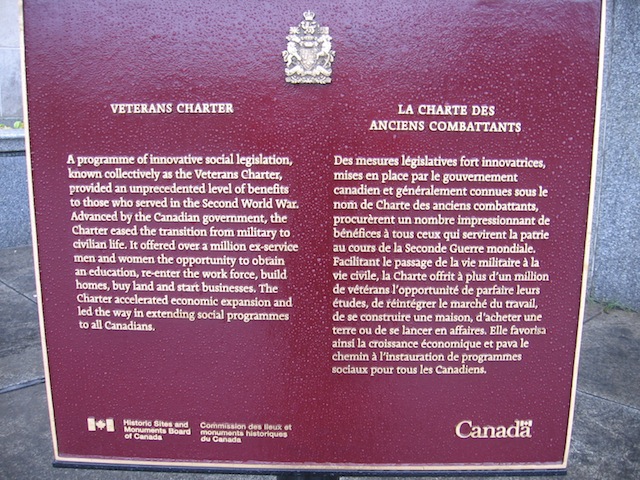 VETERANS CHARTER
A programme of innovative social legislation,
known collectively as the Veterans Charter,
provided an unprecedented level of benefits
to those who served in the Second World War.
Advanced by the Canadian government, the
Charter eased the transition from military to
civilian life. It offered over a million ex-service
men and women the opportunity to obtain
an education, re-enter the work force, build
homes, buy land and start businesses. The
Charter accelerated economic expansion and
led the way in extending social programmes
to all Canadians.
LA CHARTE DES
ANCIENS COMBATTANTS
Des mesures législatives fort innovatrices,
mises en place par le gouvernement
canadien et généralement connues sous le
nom de Charte des anciens combattants,
procurèrent un nombre impressionnant de
bénéfices à tous ceux qui servirent la patrie
au cours de la Seconde Guerre mondiale.
Facilitant le passage de la vie militaire à la
vie civile, la Charte offrit à plus d'un million
de vétérans l'opportunité de parfaire leurs
études, de réintégrer le marché du travail,
de se construire une maison, d'acheter une
terre ou de se lancer en affaires. Elle favorisa
ainsi la croissance économique et pava le
chemin à l'instauration de programmes
sociaux pour tous les Canadiens.
Historic Sites and
Monuments Board
of Canada
Commission des lieux et
monuments historiques
du Canada
Canada